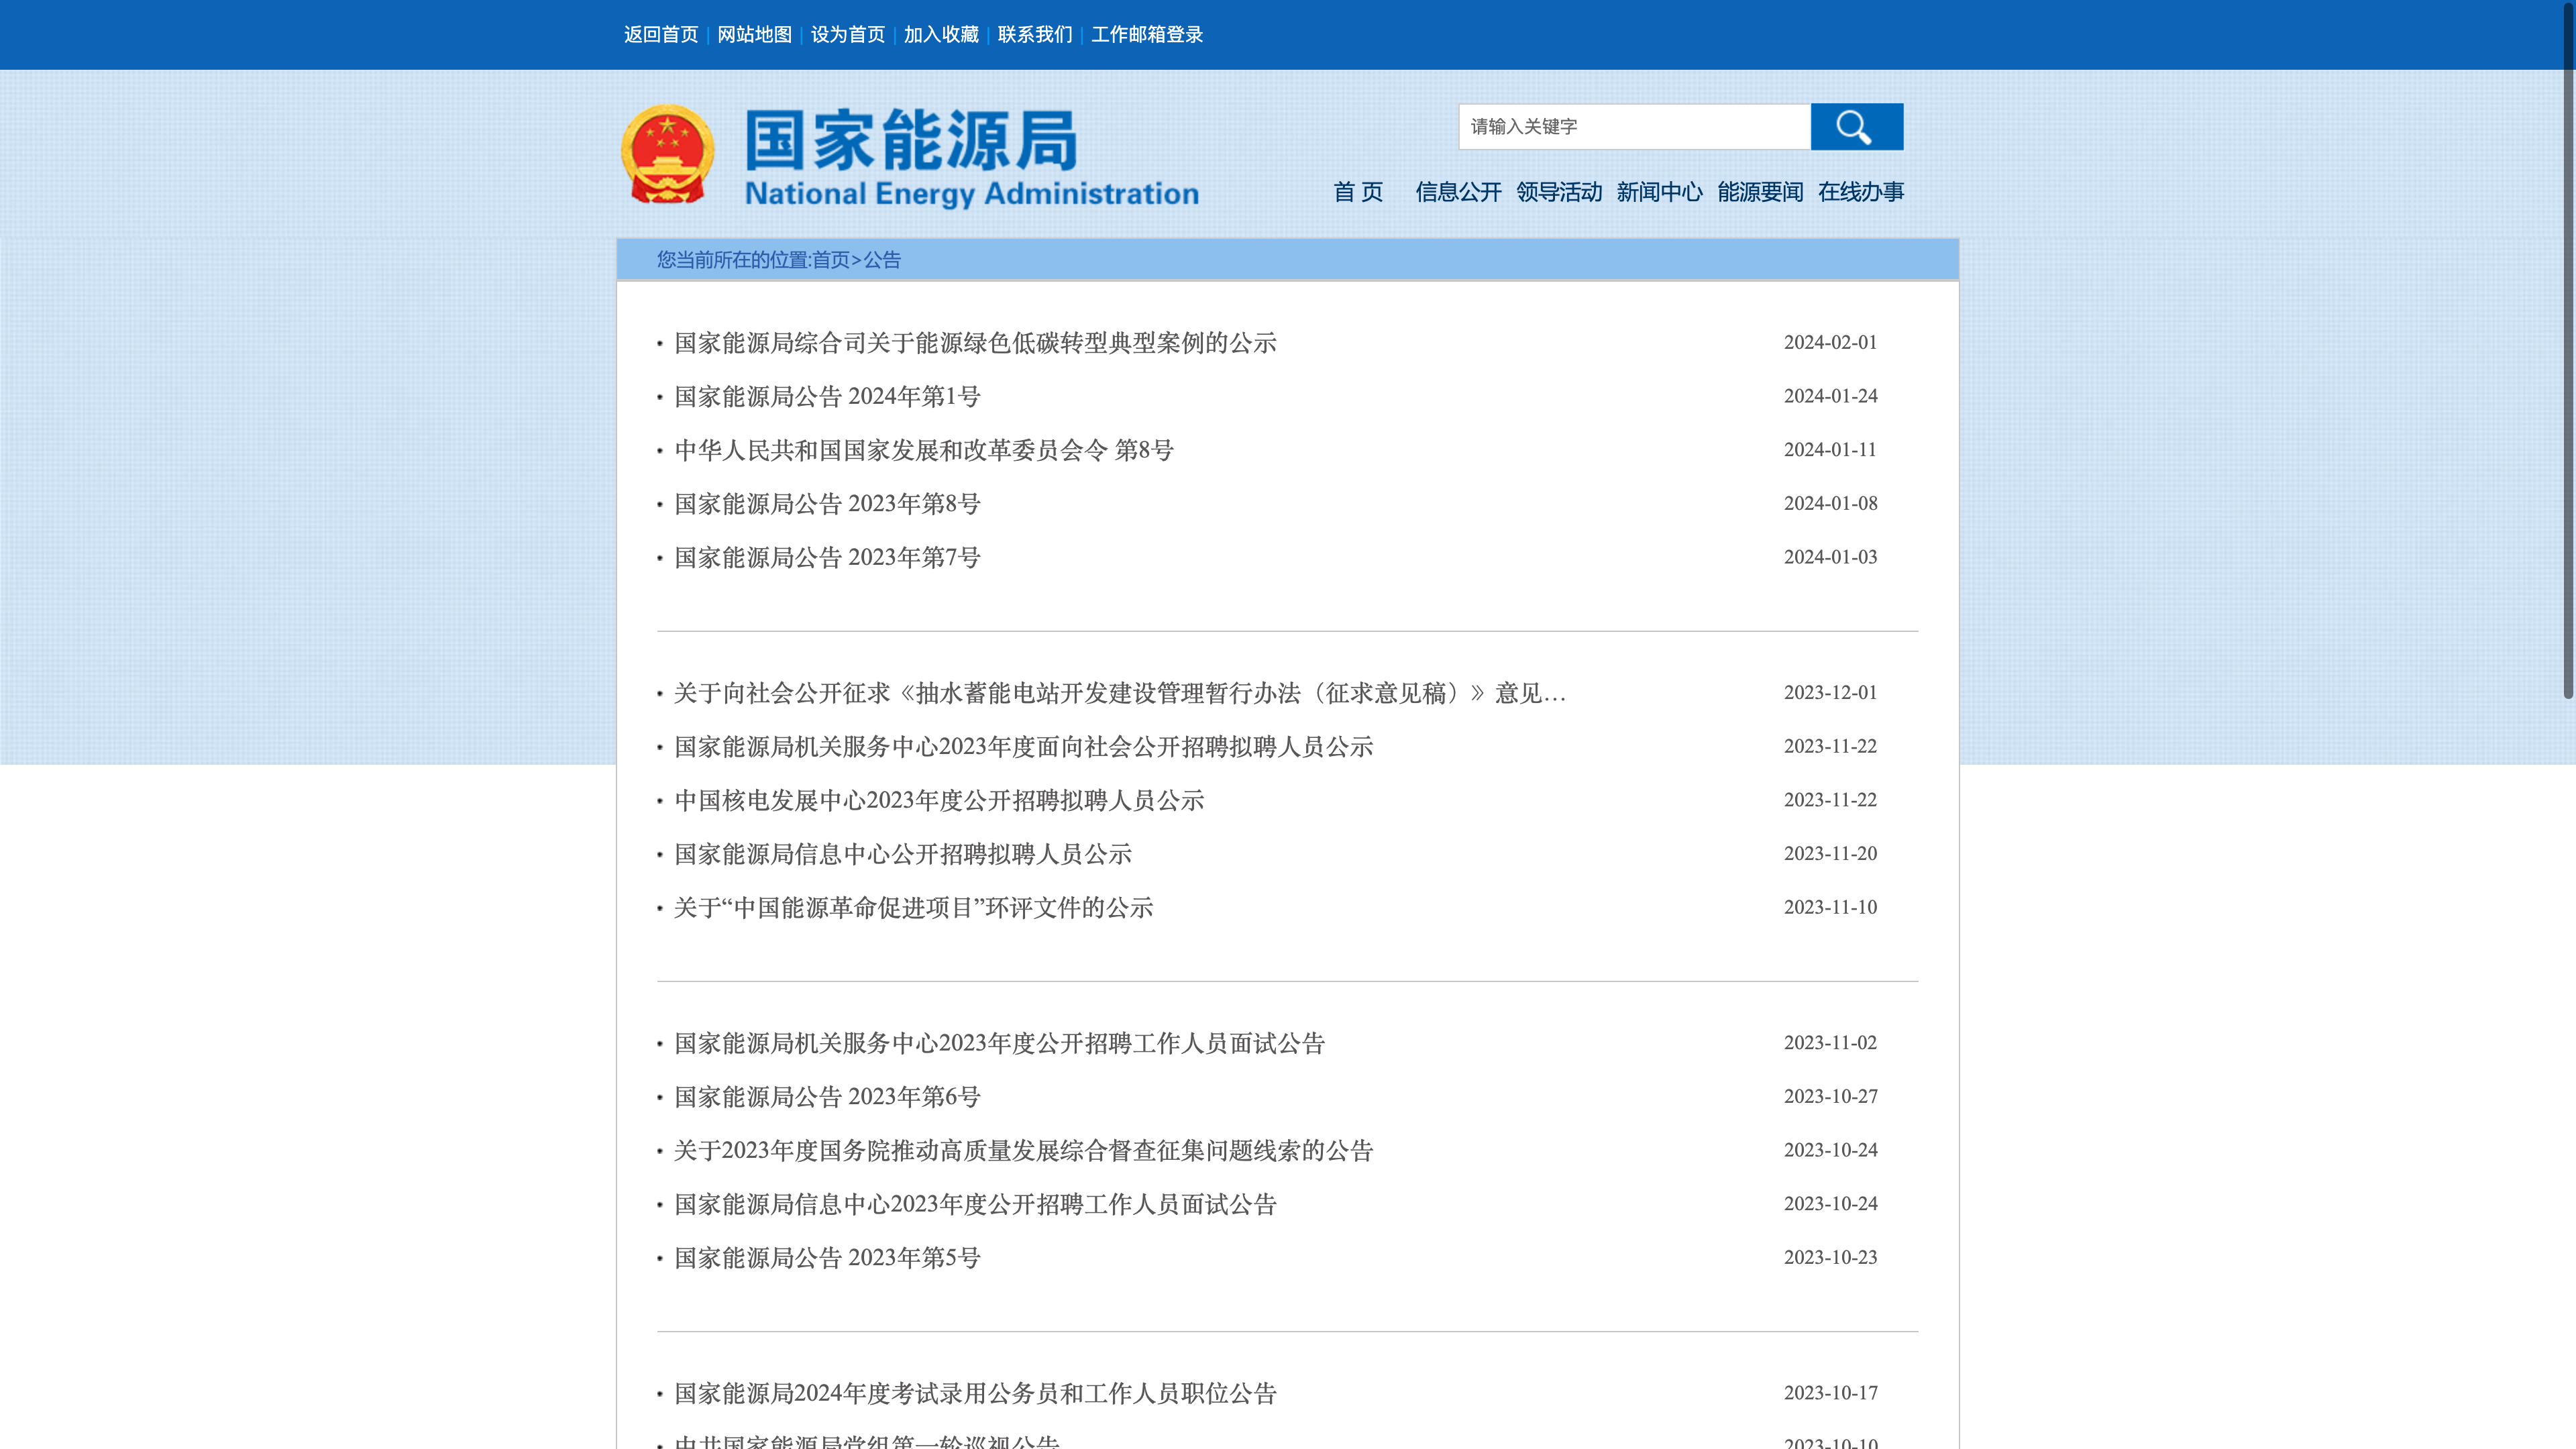 返回首页 | 网站地图 | 设为首页 | 加入收藏 | 联系我们 | 工作邮箱登录
国家能源局
National Energy Administration
请输入关键字
首 页 信息公开 领导活动 新闻中心 能源要闻 在线办事
您当前所在的位置:首页>公告
国家能源局综合司关于能源绿色低碳转型典型案例的公示 2024-02-01
国家能源局公告 2024年第1号 2024-01-24
中华人民共和国国家发展和改革委员会令 第8号 2024-01-11
国家能源局公告 2023年第8号 2024-01-08
国家能源局公告 2023年第7号 2024-01-03
关于向社会公开征求《抽水蓄能电站开发建设管理暂行办法（征求意见稿）》意见… 2023-12-01
国家能源局机关服务中心2023年度面向社会公开招聘拟聘人员公示 2023-11-22
中国核电发展中心2023年度公开招聘拟聘人员公示 2023-11-22
国家能源局信息中心公开招聘拟聘人员公示 2023-11-20
关于“中国能源革命促进项目”环评文件的公示 2023-11-10
国家能源局机关服务中心2023年度公开招聘工作人员面试公告 2023-11-02
国家能源局公告 2023年第6号 2023-10-27
关于2023年度国务院推动高质量发展综合督查征集问题线索的公告 2023-10-24
国家能源局信息中心2023年度公开招聘工作人员面试公告 2023-10-24
国家能源局公告 2023年第5号 2023-10-23
国家能源局2024年度考试录用公务员和工作人员职位公告 2023-10-17
中共国家能源局党组第一轮巡视公告 2023-10-10